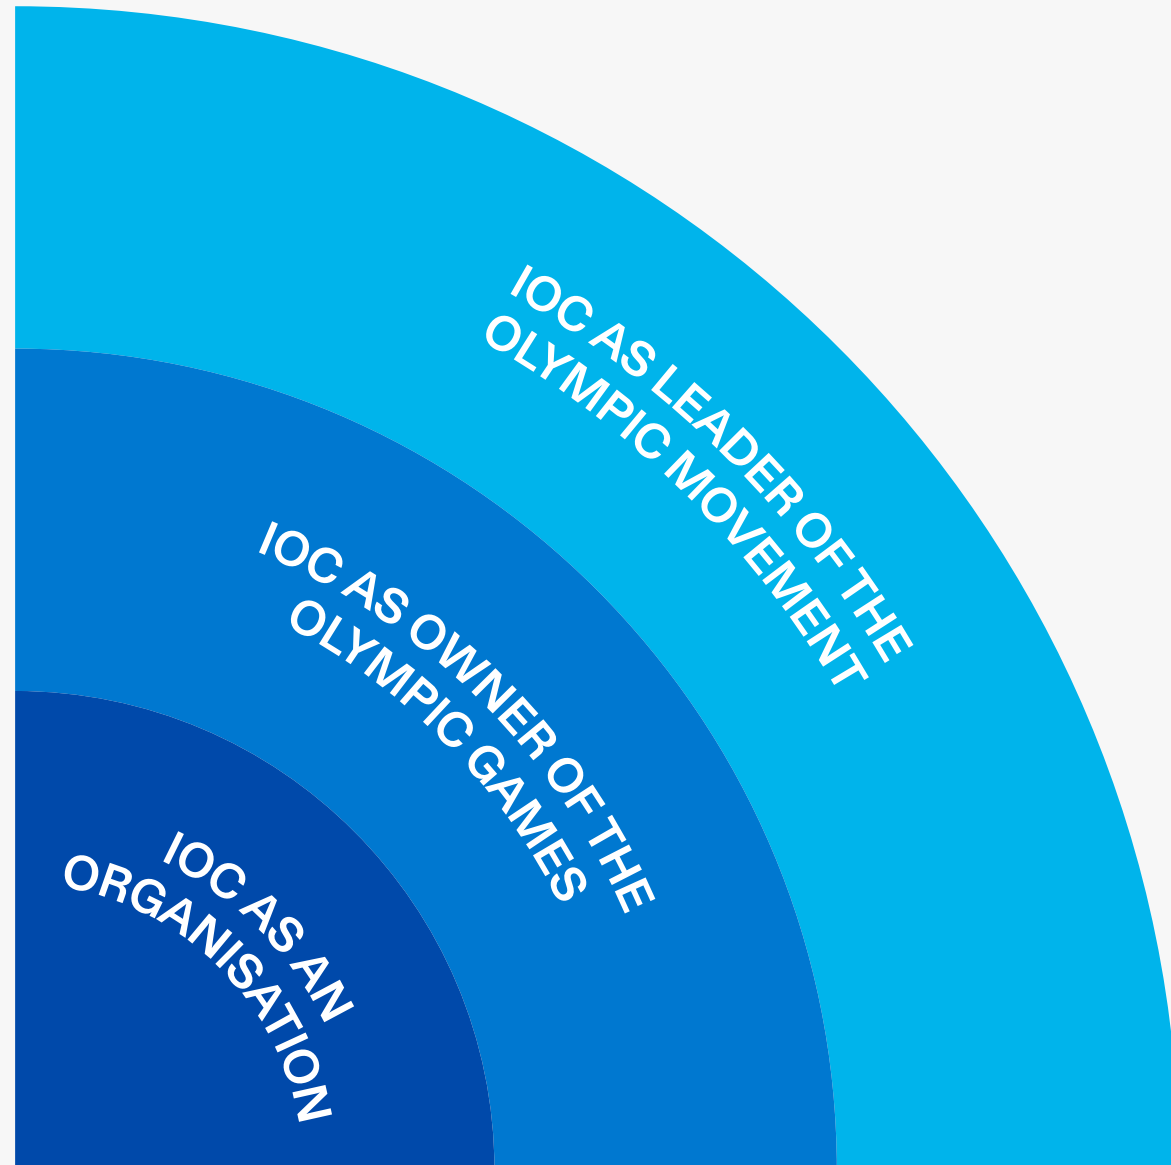 IOC AS LEADER OF THE
OLYMPIC MOVEMENT
IOC AS OWNER OF THE
OLYMPIC GAMES
IOC AS AN
ORGANISATION